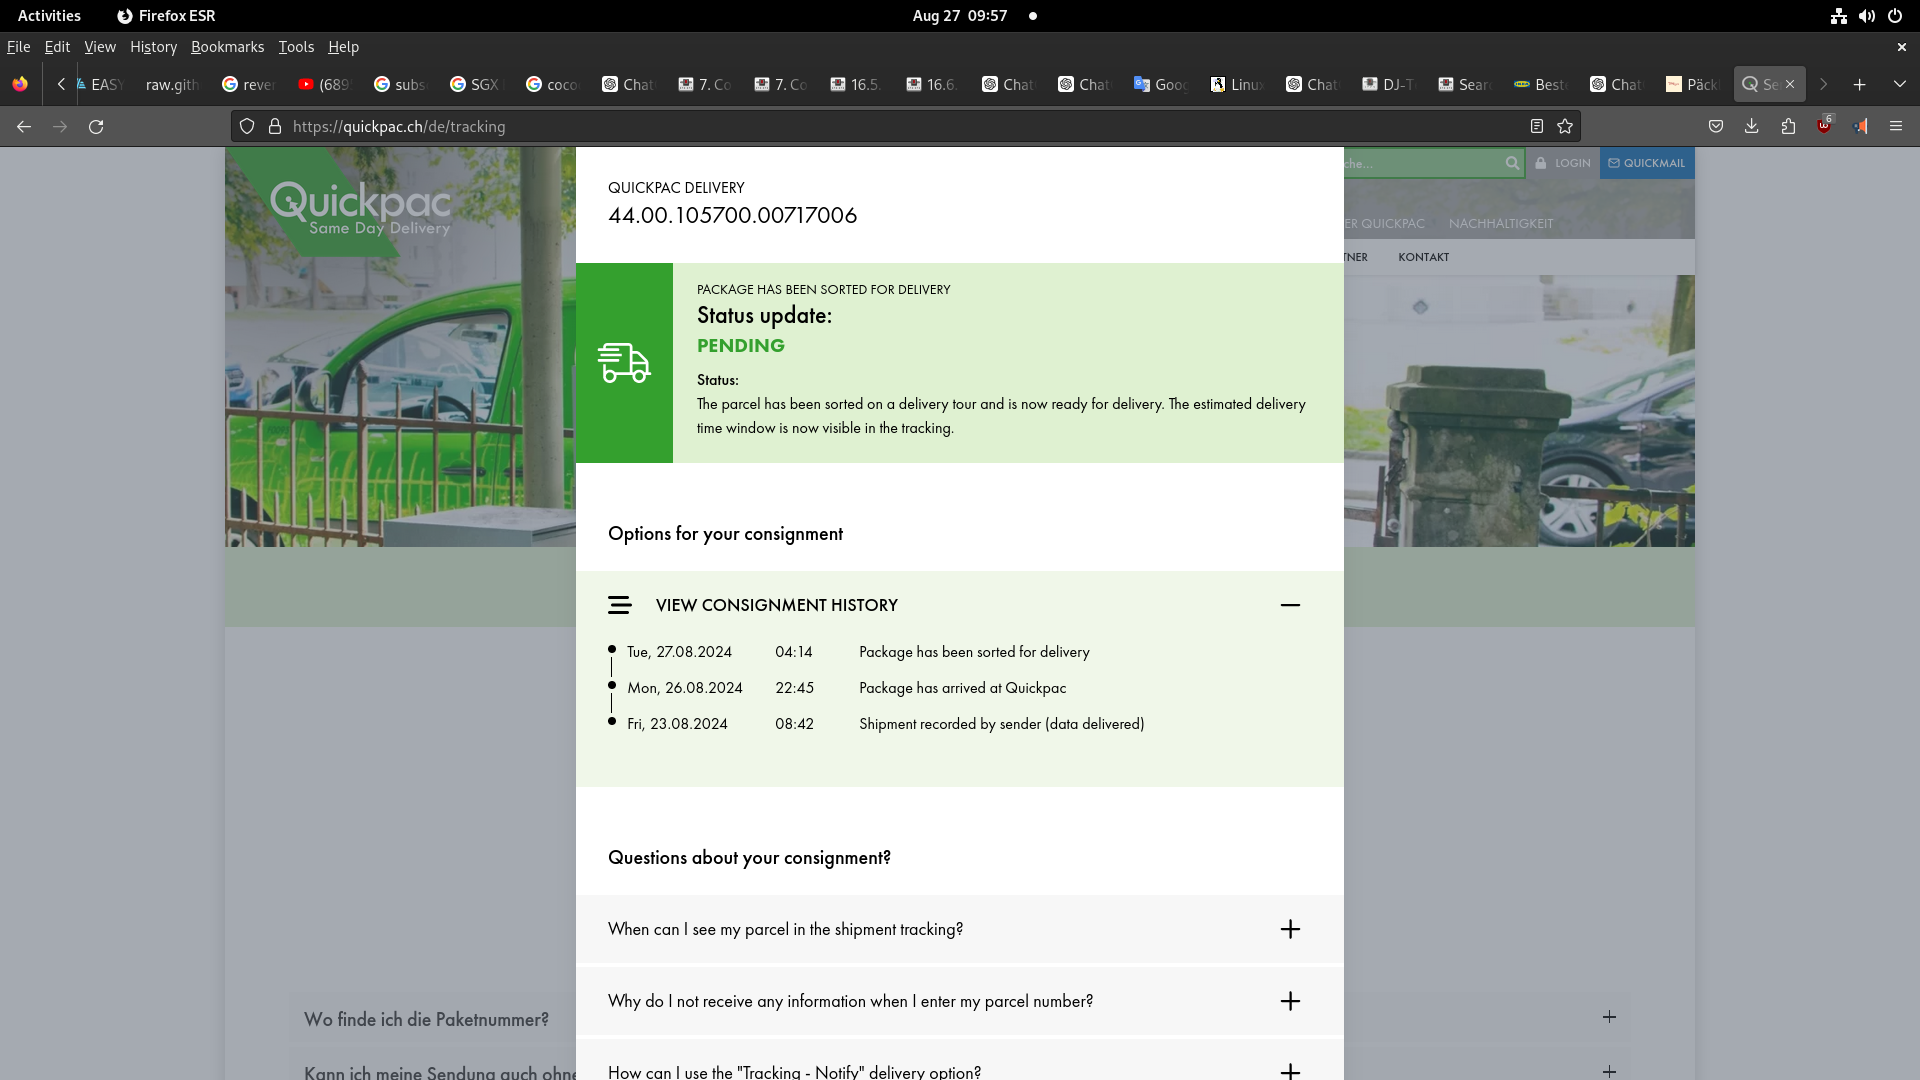 Activities Firefox ESR Aug 27 09:57
File Edit View History Bookmarks Tools Help
EASY raw.gith rever (689 subs SGX coco Chat 7. Co 7. Co 16.5. 16.6. Chat Chat Goog Linux Chat DJ-T Sear Best Chat Päck Se
https://quickpac.ch/de/tracking 6
Quickpac
Same Day Delivery
che... LOGIN QUICKMAIL
ER QUICKPAC NACHHALTIGKEIT
TNER KONTAKT
QUICKPAC DELIVERY
44.00.105700.00717006
PACKAGE HAS BEEN SORTED FOR DELIVERY
Status update:
PENDING
Status:
The parcel has been sorted on a delivery tour and is now ready for delivery. The estimated delivery
time window is now visible in the tracking.
Options for your consignment
VIEW CONSIGNMENT HISTORY
Tue, 27.08.2024 04:14 Package has been sorted for delivery
Mon, 26.08.2024 22:45 Package has arrived at Quickpac
Fri, 23.08.2024 08:42 Shipment recorded by sender (data delivered)
Questions about your consignment?
When can I see my parcel in the shipment tracking?
Why do I not receive any information when I enter my parcel number?
How can I use the "Tracking - Notify" delivery option?
Wo finde ich die Paketnummer?
Kann ich meine Sendung auch ohne